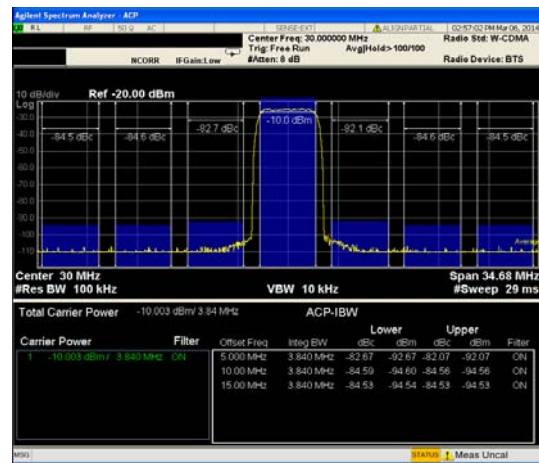 Agilent Spectrum Analyzer - ACP
RL RF 50 Ω AC SENSE:EXT ALIGN PARTIAL 02:57:02 PM Mar 06, 2014
Center Freq: 30.000000 MHz Radio Std: W-CDMA
Trig: Free Run Avg|Hold:>100/100
NCORR IFGain:Low #Atten: 8 dB Radio Device: BTS
10 dB/div Ref -20.00 dBm
Log
-30.0
-10.0 dBm
-40.0
-84.5 dBc -84.6 dBc -82.7 dBc -82.1 dBc -84.6 dBc -84.5 dBc
-50.0
-60.0
-70.0
-80.0
-90.0
-100
Average
-110
Center 30 MHz Span 34.68 MHz
#Res BW 100 kHz VBW 10 kHz #Sweep 29 ms
Total Carrier Power -10.003 dBm/ 3.84 MHz ACP-IBW
Lower Upper
Carrier Power Filter Offset Freq Integ BW dBc dBm dBc dBm Filter
1 -10.003 dBm / 3.840 MHz ON 5.000 MHz 3.840 MHz -82.67 -92.67 -82.07 -92.07 ON
10.00 MHz 3.840 MHz -84.59 -94.60 -84.56 -94.56 ON
15.00 MHz 3.840 MHz -84.53 -94.54 -84.53 -94.53 ON
MSG STATUS Meas Uncal